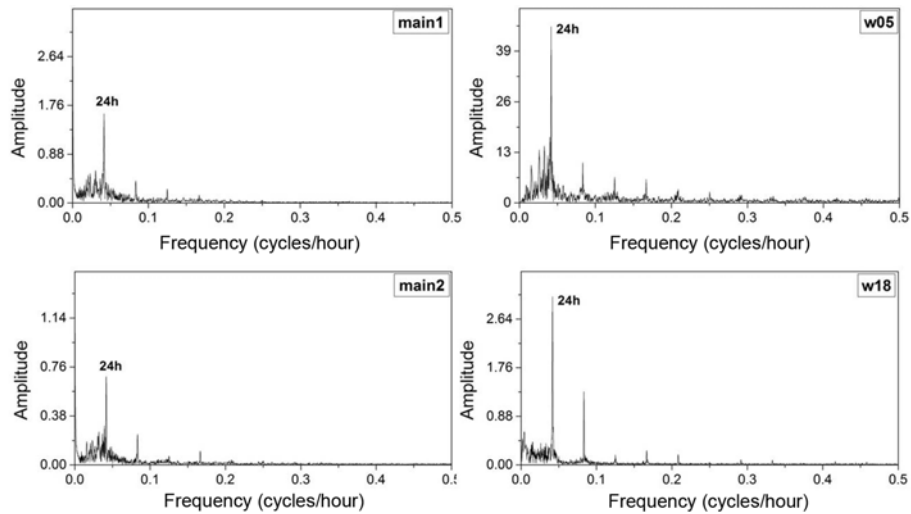 main1
Amplitude
2.64
1.76
0.88
0.00
24h
0.0 0.1 0.2 0.3 0.4 0.5
Frequency (cycles/hour)
w05
Amplitude
39
26
13
0
24h
0.0 0.1 0.2 0.3 0.4 0.5
Frequency (cycles/hour)
main2
Amplitude
1.14
0.76
0.38
0.00
24h
0.0 0.1 0.2 0.3 0.4 0.5
Frequency (cycles/hour)
w18
Amplitude
2.64
1.76
0.88
0.00
24h
0.0 0.1 0.2 0.3 0.4 0.5
Frequency (cycles/hour)